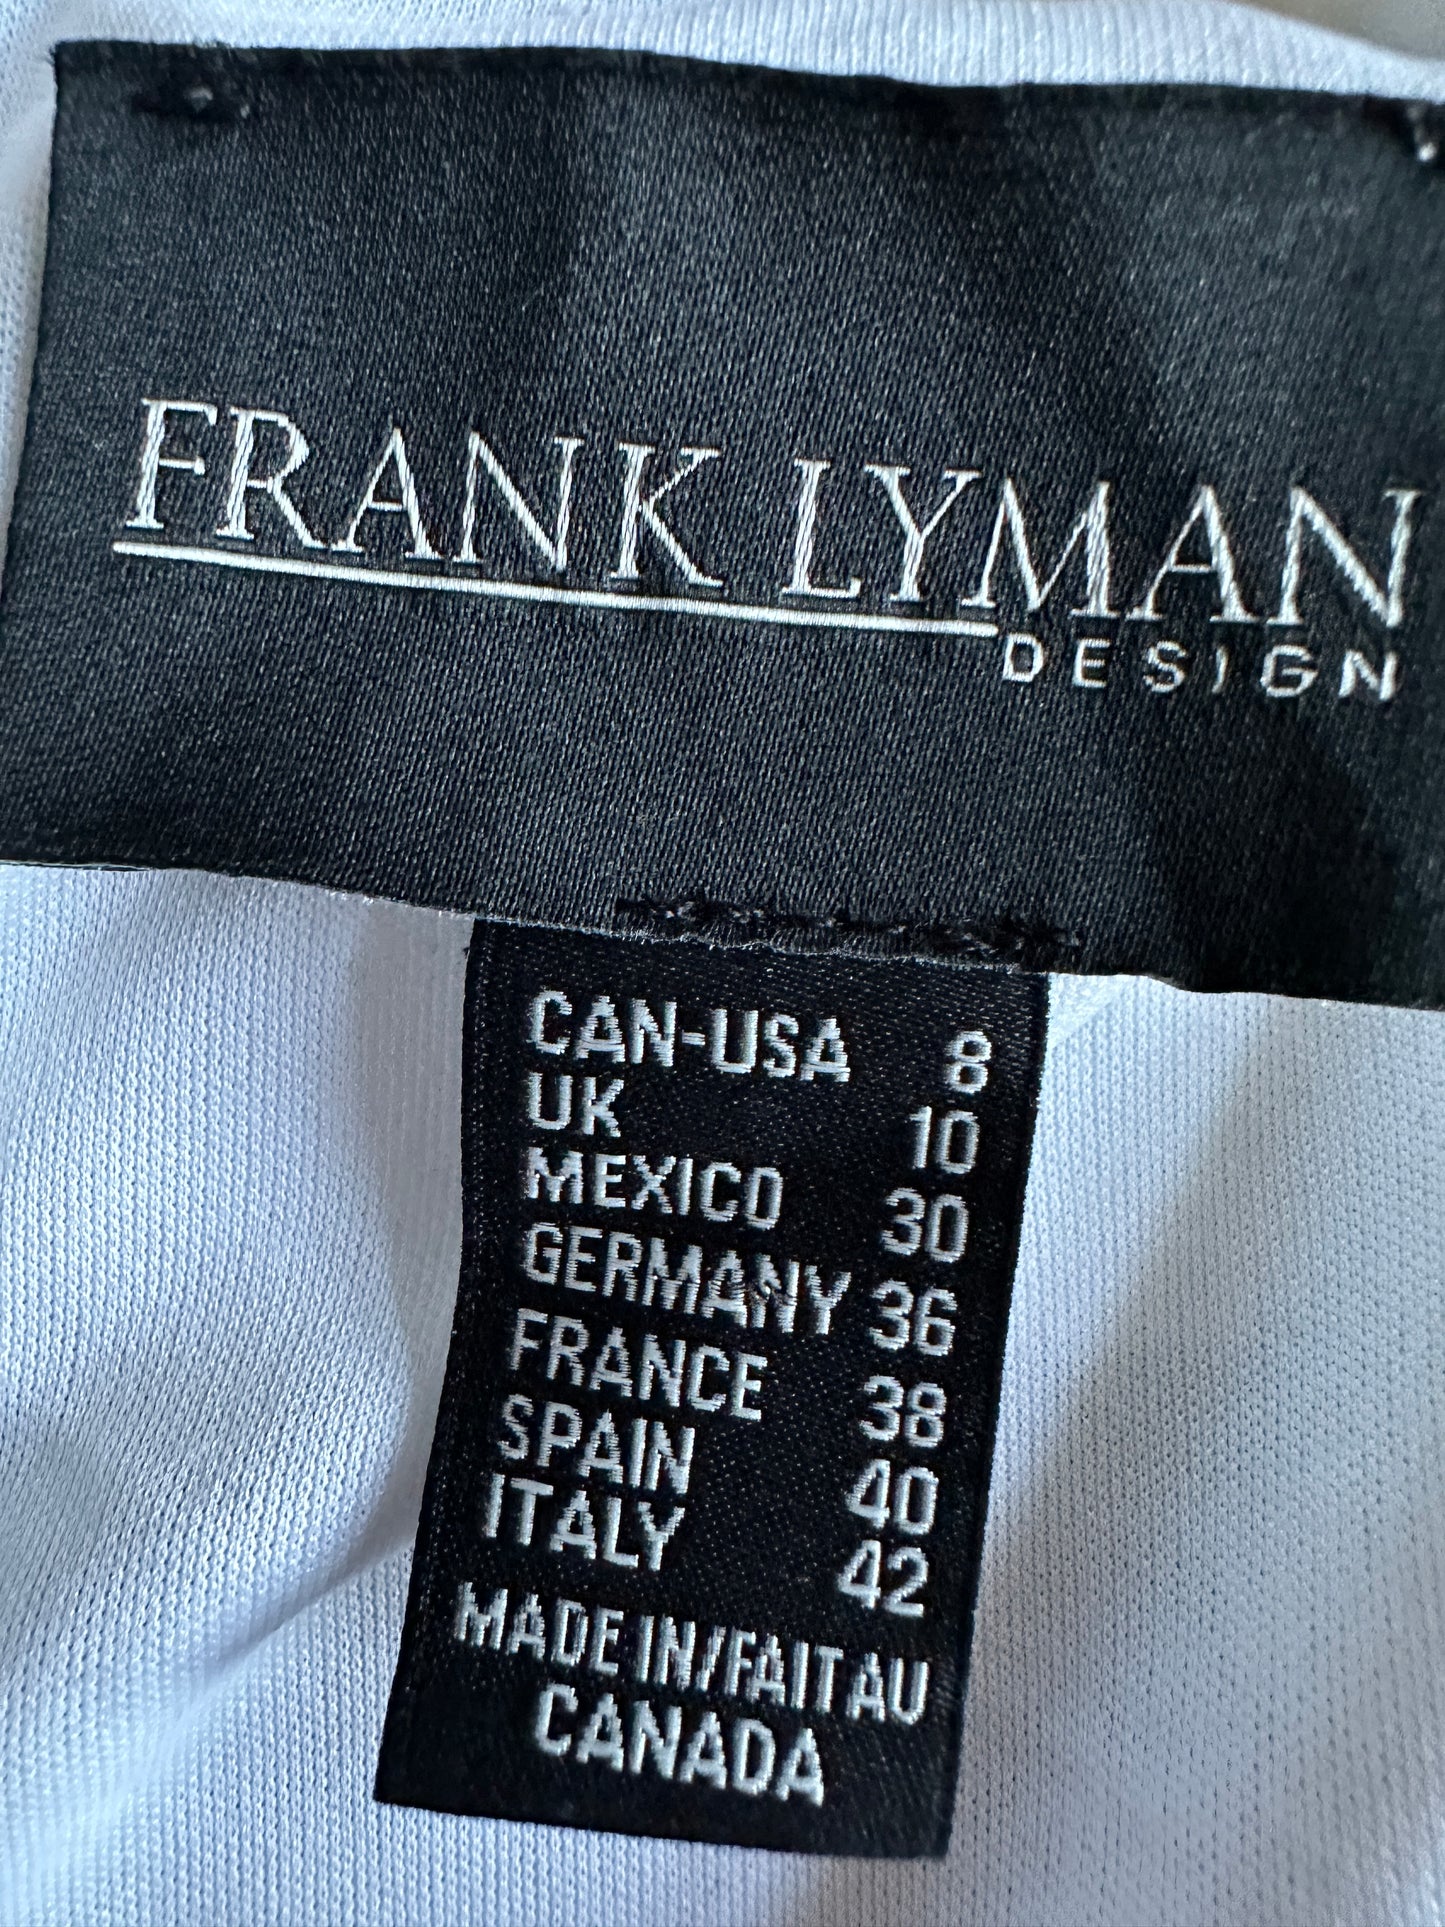 FRANK LYMAN
DESIGN
CAN-USA 8
UK 10
MEXICO 30
GERMANY 36
FRANCE 38
SPAIN 40
ITALY 42
MADE IN/FAIT AU
CANADA